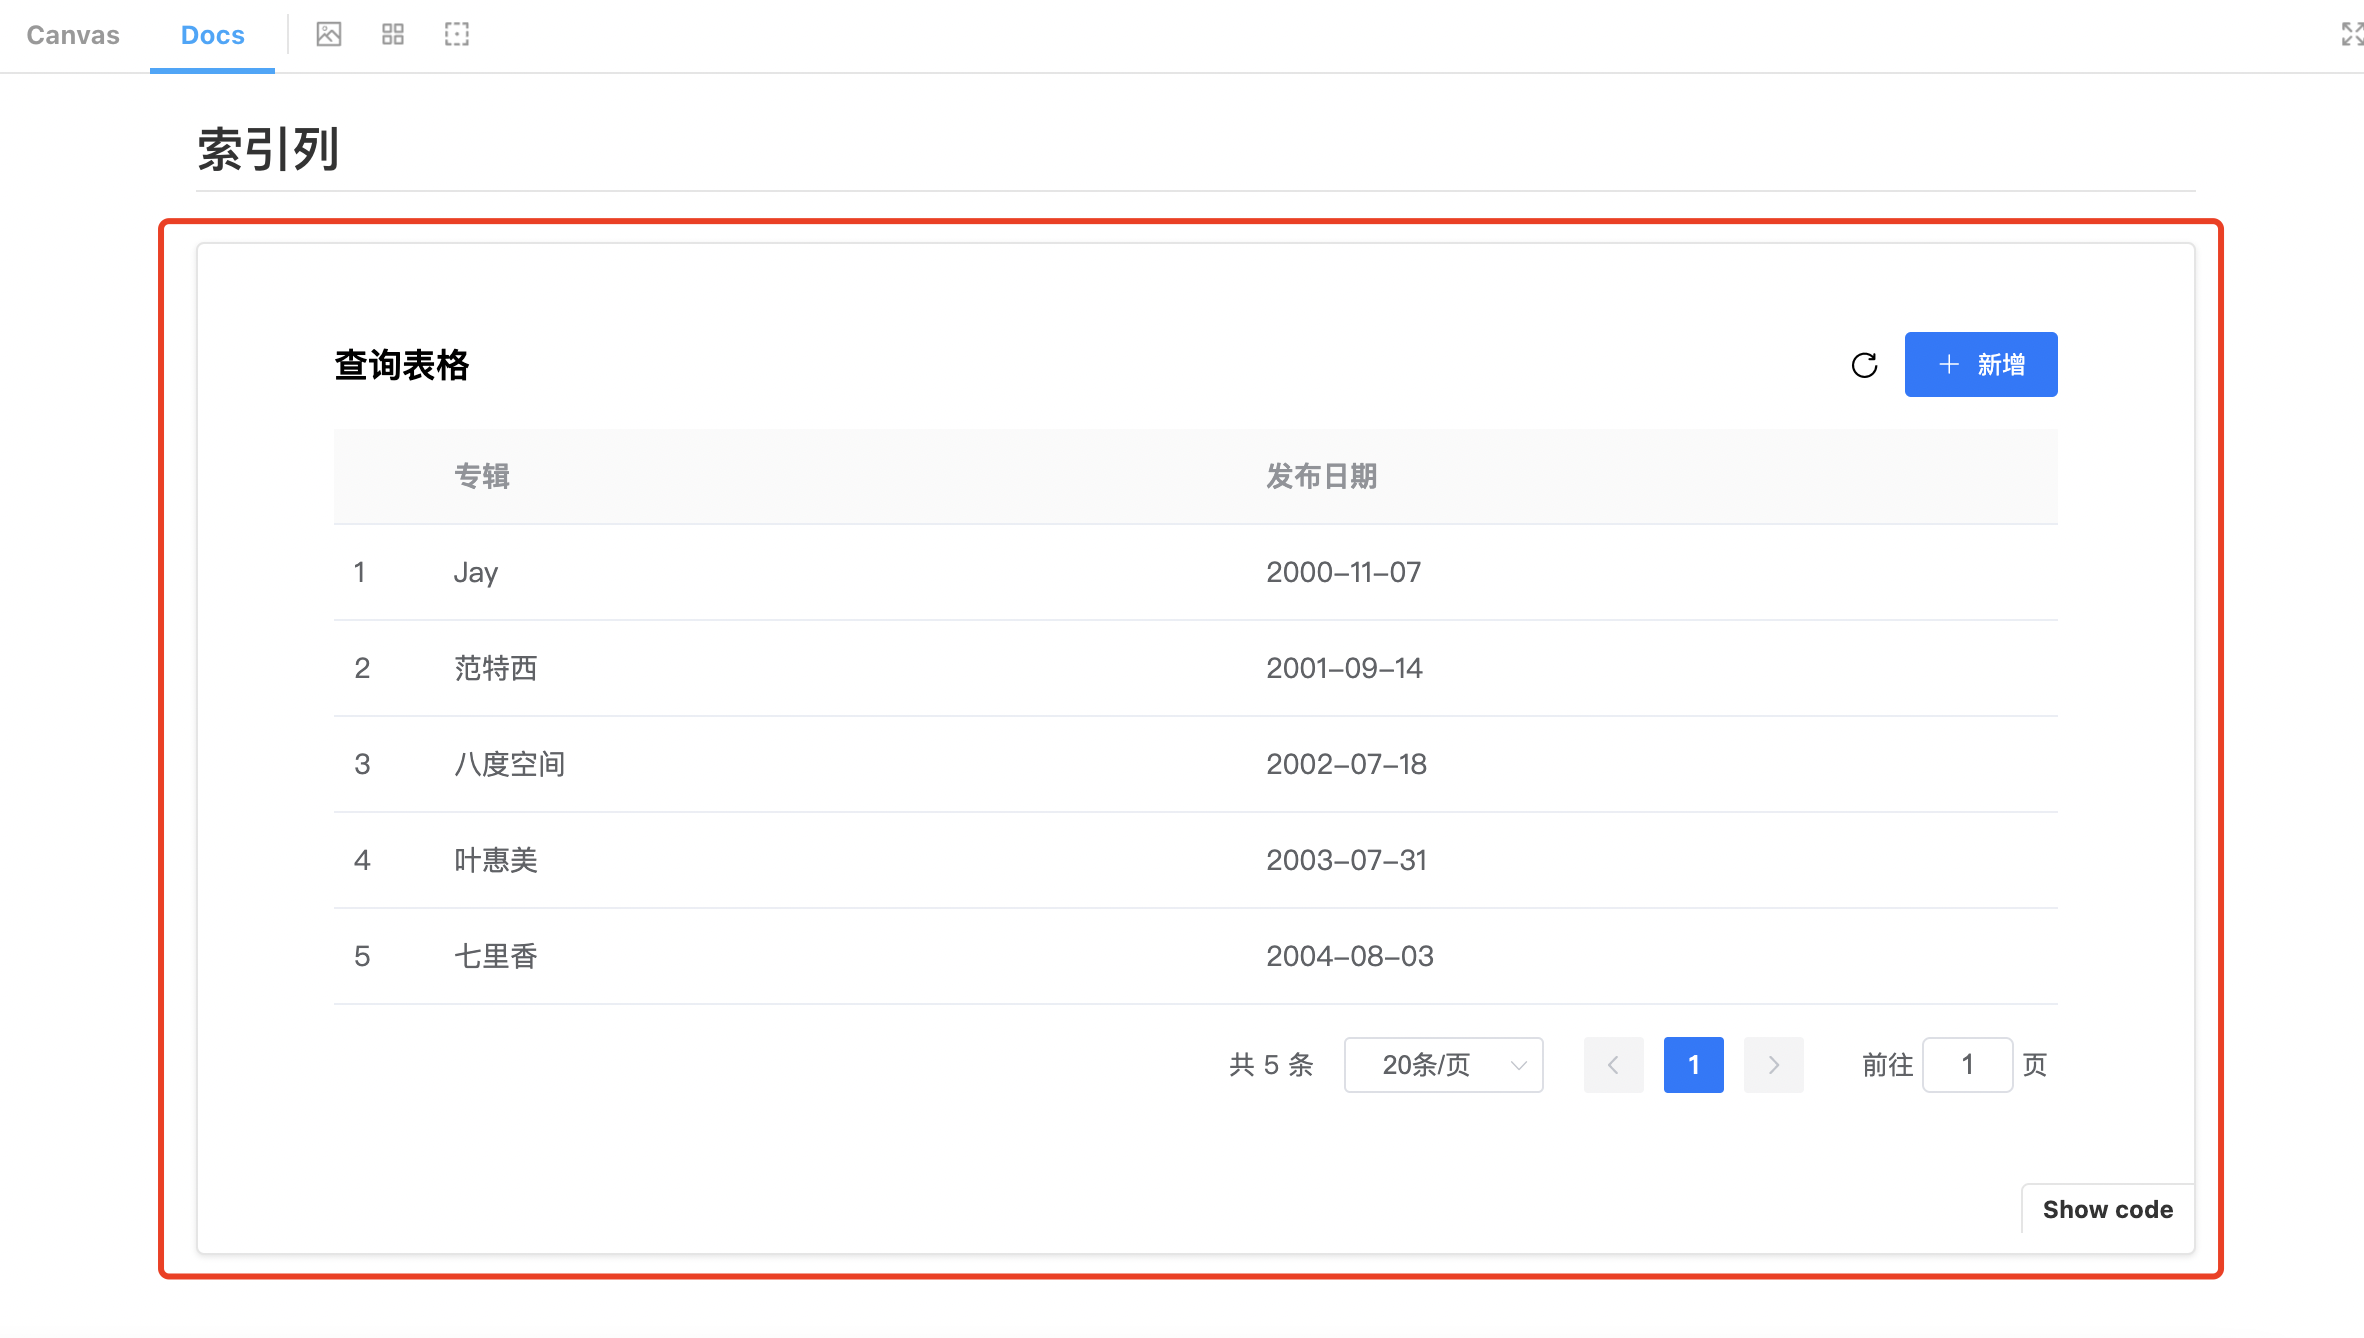 Canvas Docs
索引列
查询表格 新增
专辑 发布日期
1 Jay 2000-11-07
2 范特西 2001-09-14
3 八度空间 2002-07-18
4 叶惠美 2003-07-31
5 七里香 2004-08-03
共 5 条 20条/页 1 前往 1 页
Show code